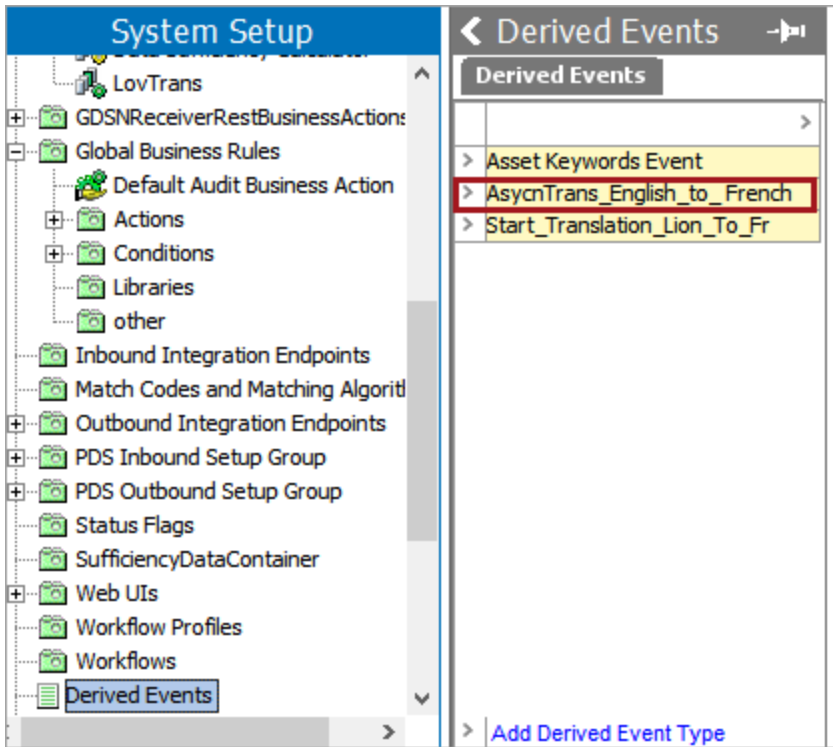 System Setup
LovTrans
GDSNReceiverRestBusinessActions
Global Business Rules
Default Audit Business Action
Actions
Conditions
Libraries
other
Inbound Integration Endpoints
Match Codes and Matching Algorit
Outbound Integration Endpoints
PDS Inbound Setup Group
PDS Outbound Setup Group
Status Flags
SufficiencyDataContainer
Web UIs
Workflow Profiles
Workflows
Derived Events
Derived Events
Derived Events
Asset Keywords Event
AsycnTrans_English_to_ French
Start_Translation_Lion_To_Fr
Add Derived Event Type